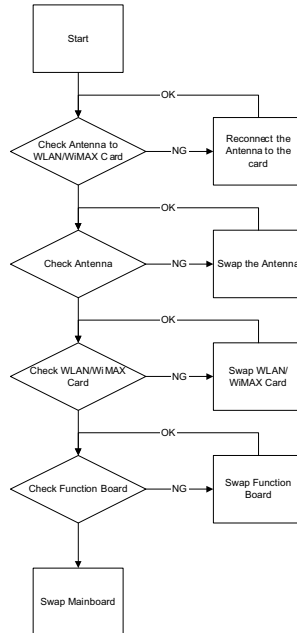 Start
OK
Check Antenna to
WLAN/WiMAX Card
NG
Reconnect the
Antenna to the
card
OK
Check Antenna
NG
Swap the Antenna
OK
Check WLAN/WiMAX
Card
NG
Swap WLAN/
WiMAX Card
OK
Check Function Board
NG
Swap Function
Board
Swap Mainboard